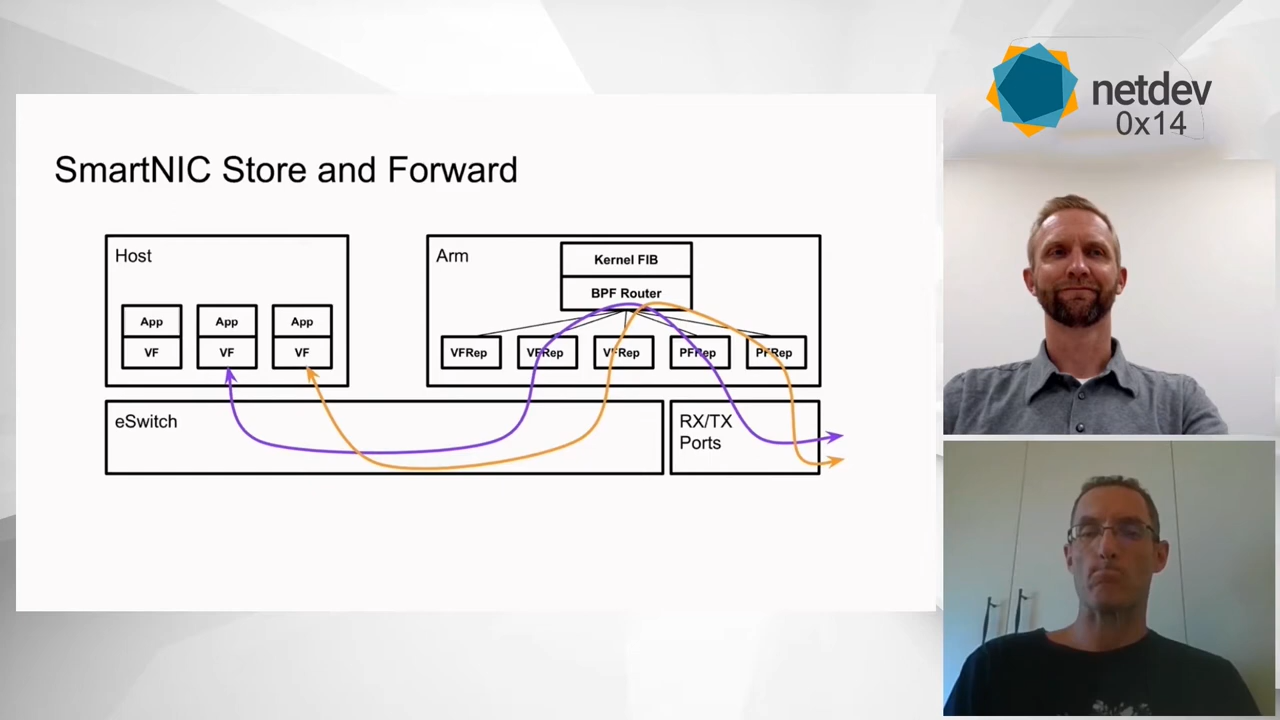 netdev
0x14
SmartNIC Store and Forward
Host
App
App
App
VF
VF
VF
Arm
Kernel FIB
BPF Router
VFRep
VFRep
VFRep
PFRep
PFRep
eSwitch
RX/TX
Ports